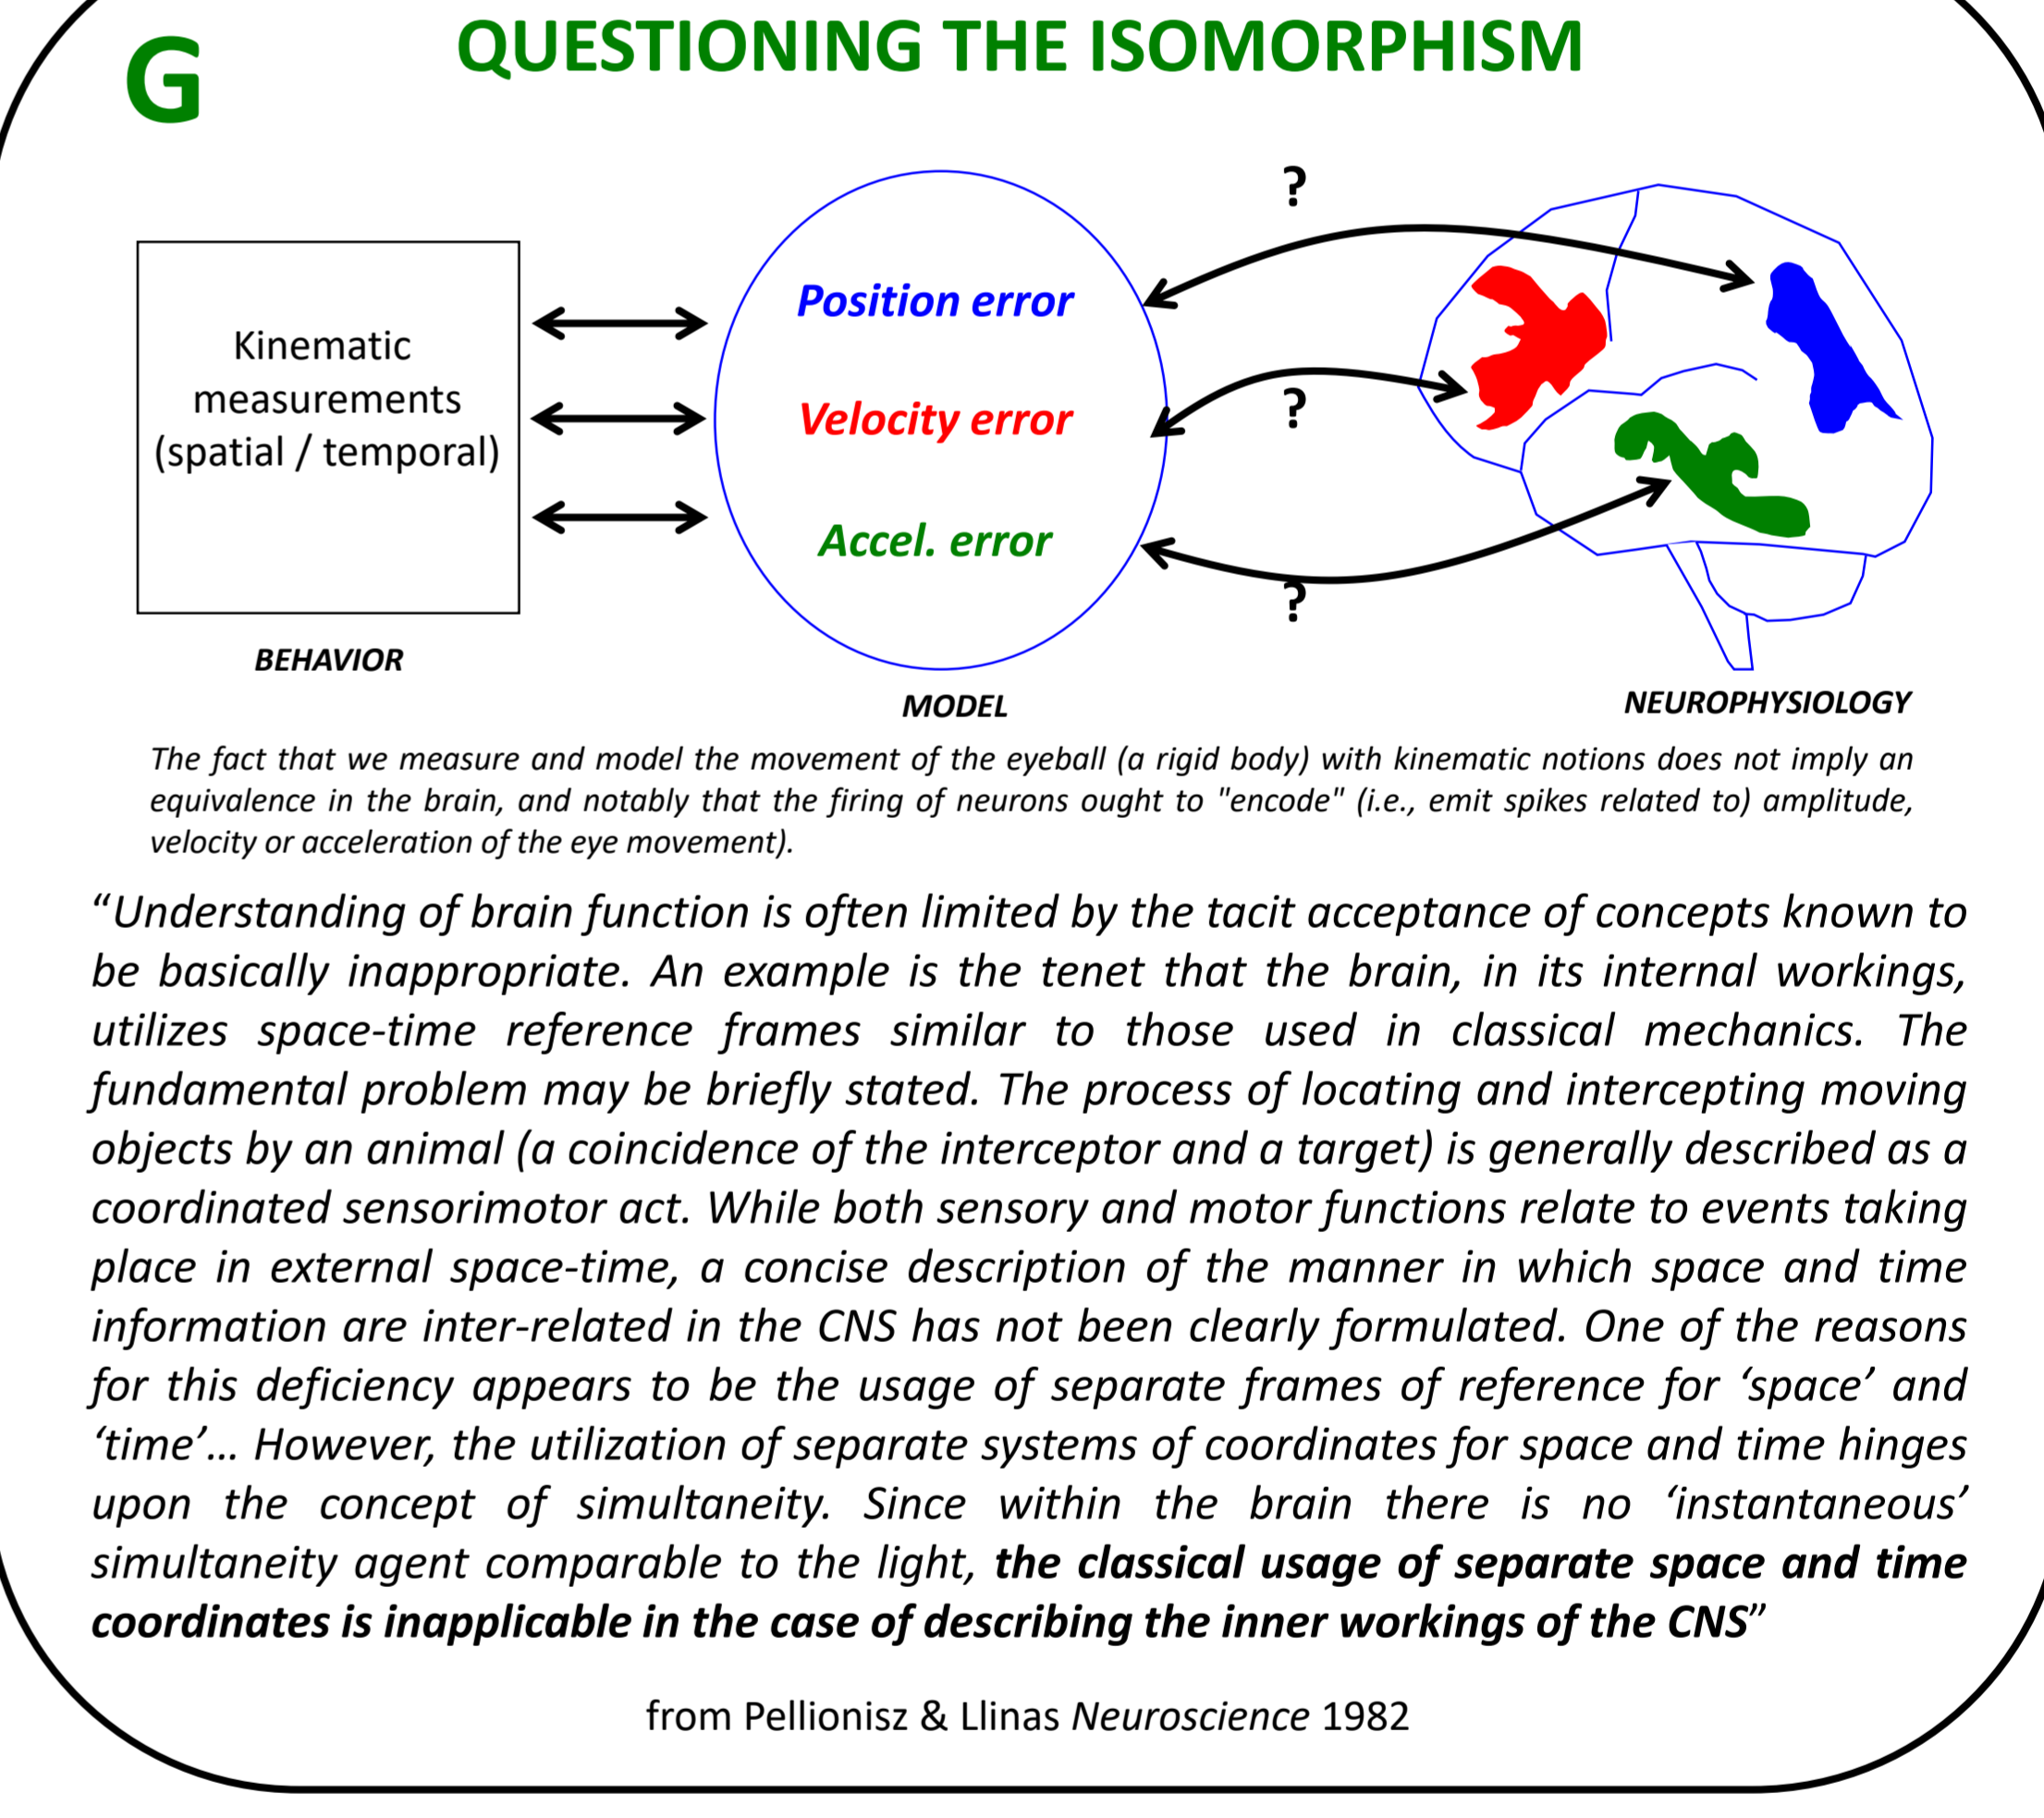 G
QUESTIONING THE ISOMORPHISM
Kinematic
measurements
(spatial / temporal)
BEHAVIOR
Position error
Velocity error
Accel. error
MODEL
?
?
?
NEUROPHYSIOLOGY
The fact that we measure and model the movement of the eyeball (a rigid body) with kinematic notions does not imply an
equivalence in the brain, and notably that the firing of neurons ought to "encode" (i.e., emit spikes related to) amplitude,
velocity or acceleration of the eye movement).
“Understanding of brain function is often limited by the tacit acceptance of concepts known to
be basically inappropriate. An example is the tenet that the brain, in its internal workings,
utilizes space-time reference frames similar to those used in classical mechanics. The
fundamental problem may be briefly stated. The process of locating and intercepting moving
objects by an animal (a coincidence of the interceptor and a target) is generally described as a
coordinated sensorimotor act. While both sensory and motor functions relate to events taking
place in external space-time, a concise description of the manner in which space and time
information are inter-related in the CNS has not been clearly formulated. One of the reasons
for this deficiency appears to be the usage of separate frames of reference for ‘space’ and
‘time’… However, the utilization of separate systems of coordinates for space and time hinges
upon the concept of simultaneity. Since within the brain there is no ‘instantaneous’
simultaneity agent comparable to the light, the classical usage of separate space and time
coordinates is inapplicable in the case of describing the inner workings of the CNS”
from Pellionisz & Llinas Neuroscience 1982